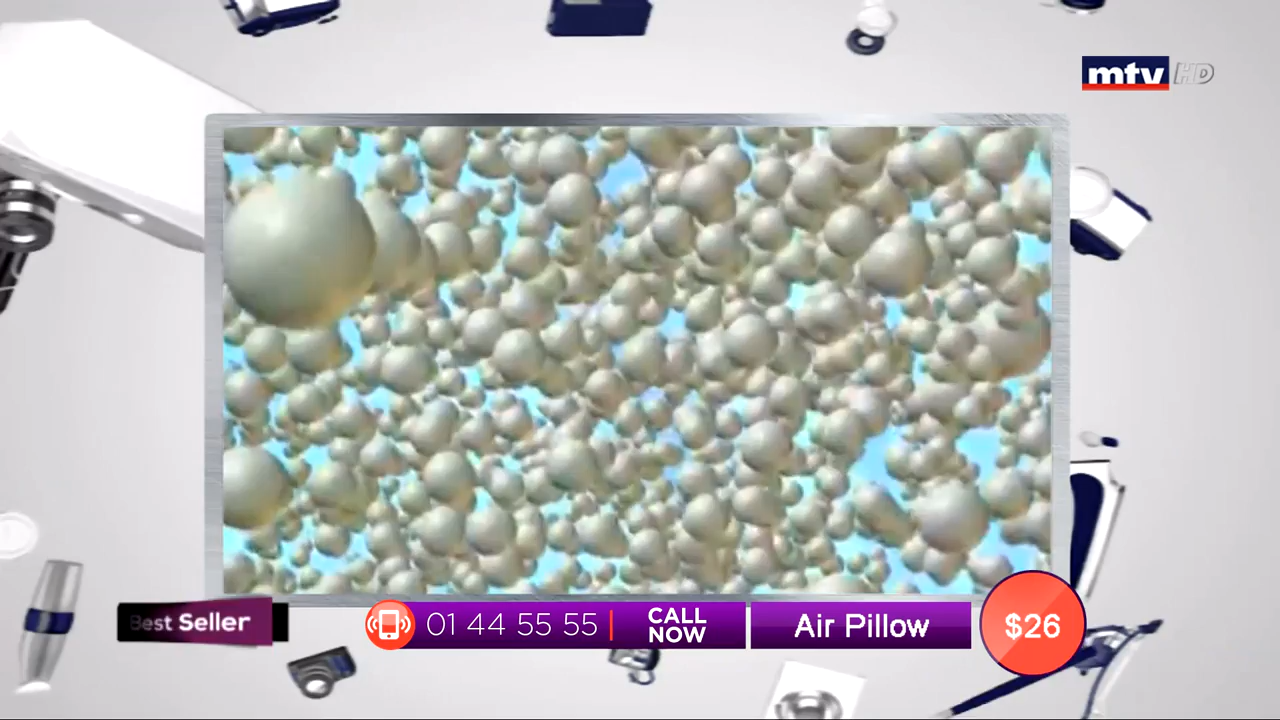 mtv HD
Best Seller
01 44 55 55
CALL
NOW
Air Pillow
$26